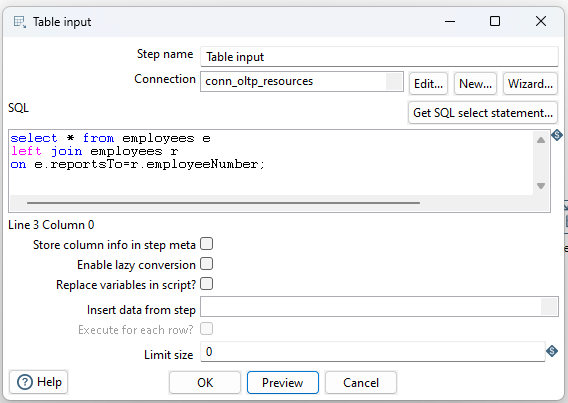 Table input
Step name
Table input
Connection
conn_oltp_resources
Edit...
New...
Wizard...
SQL
Get SQL select statement...
select * from employees e
left join employees r
on e.reportsTo=r.employeeNumber;
Line 3 Column 0
Store column info in step meta
Enable lazy conversion
Replace variables in script?
Insert data from step
Execute for each row?
Limit size
0
Help
OK
Preview
Cancel